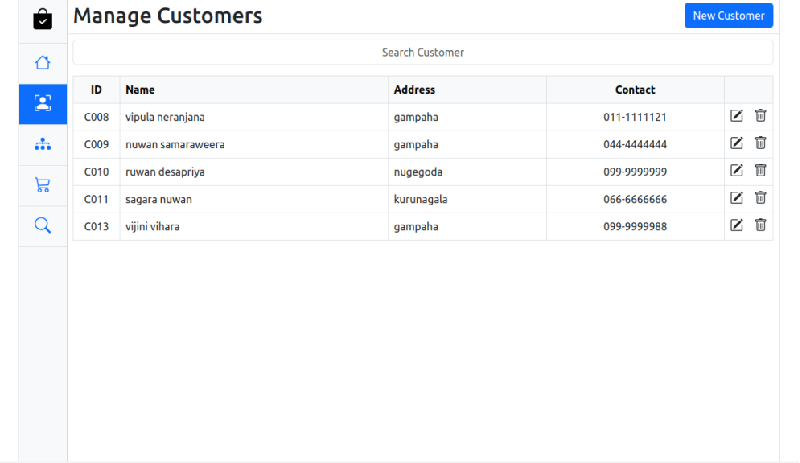 Manage Customers
New Customer
Search Customer
ID Name Address Contact
C008 vipula neranjana gampaha 011-1111121
C009 nuwan samaraweera gampaha 044-4444444
C010 ruwan desapriya nugegoda 099-9999999
C011 sagara nuwan kurunagala 066-6666666
C013 vijini vihara gampaha 099-9999988